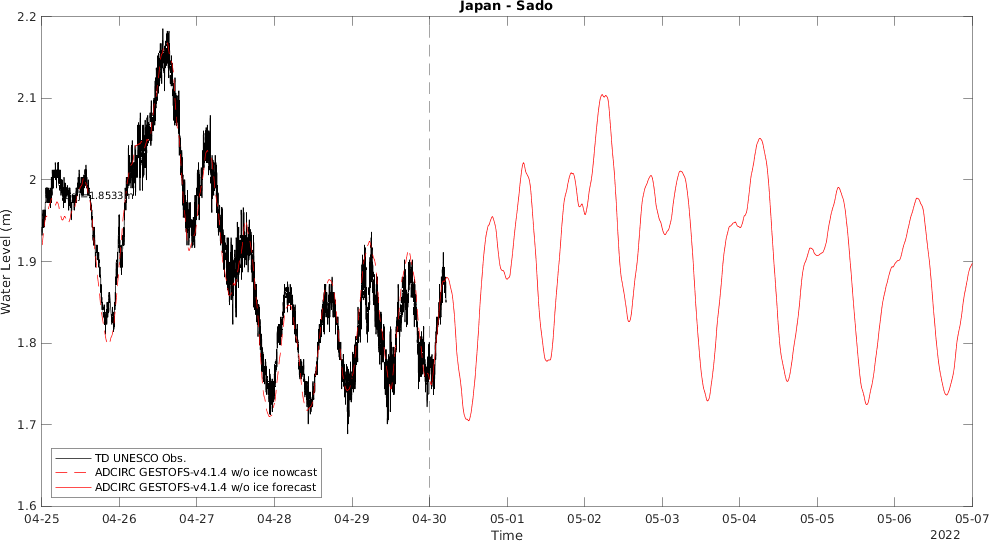 Japan - Sado
2.2
2.1
2
1.9
1.8
1.7
1.6
Water Level (m)
=1.8533
TD UNESCO Obs.
ADCIRC GESTOFS-v4.1.4 w/o ice nowcast
ADCIRC GESTOFS-v4.1.4 w/o ice forecast
04-25 04-26 04-27 04-28 04-29 04-30 05-01 05-02 05-03 05-04 05-05 05-06 05-07
Time
2022